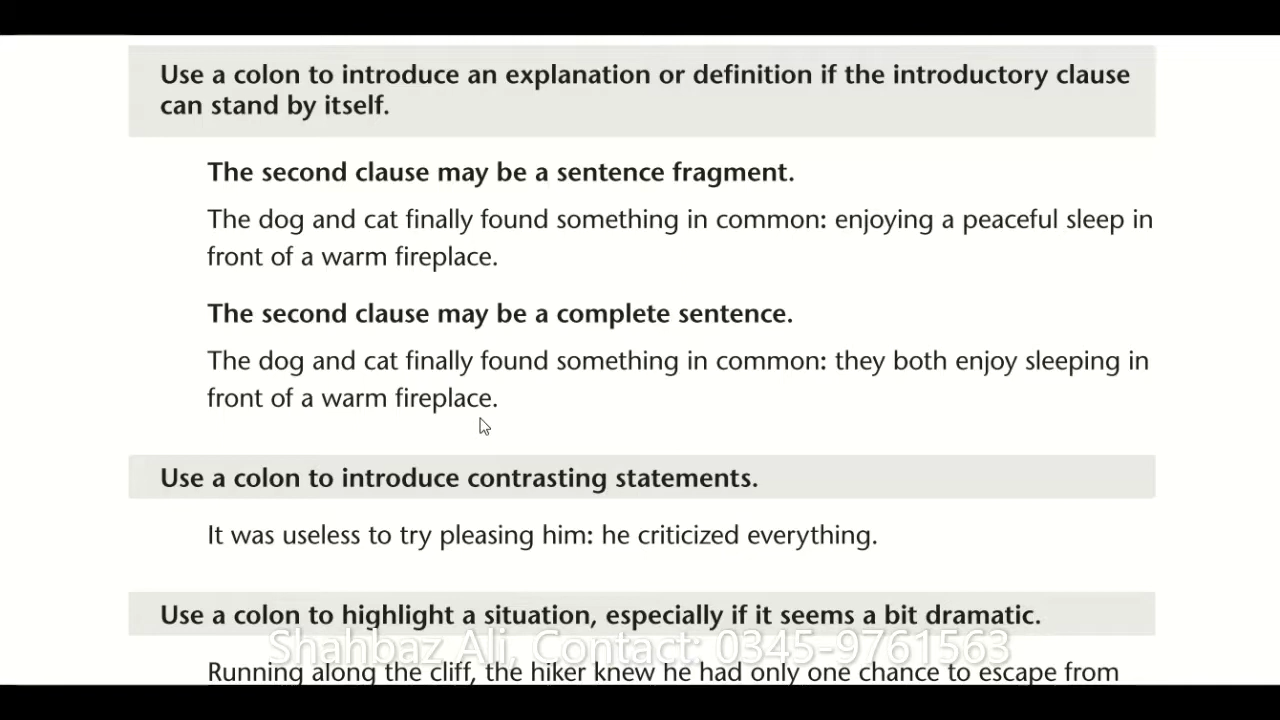 Use a colon to introduce an explanation or definition if the introductory clause
can stand by itself.
The second clause may be a sentence fragment.
The dog and cat finally found something in common: enjoying a peaceful sleep in
front of a warm fireplace.
The second clause may be a complete sentence.
The dog and cat finally found something in common: they both enjoy sleeping in
front of a warm fireplace.
Use a colon to introduce contrasting statements.
It was useless to try pleasing him: he criticized everything.
Use a colon to highlight a situation, especially if it seems a bit dramatic.
Shahbaz Ali, Contact: 0345-9761563
Running along the cliff, the hiker knew he had only one chance to escape from